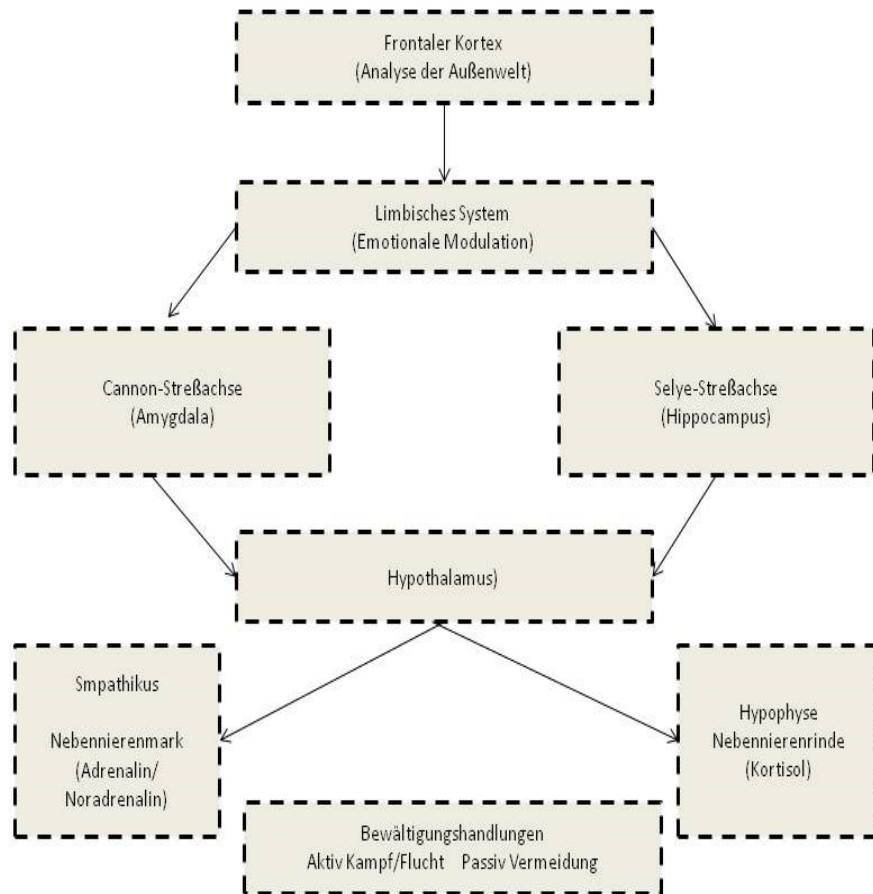 Frontaler Kortex
(Analyse der Außenwelt)
Limbisches System
(Emotionale Modulation)
Cannon-Streßachse
(Amygdala)
Selye-Streßachse
(Hippocampus)
Hypothalamus)
Smpathikus
Nebennierenmark
(Adrenalin/
Noradrenalin)
Hypophyse
Nebennierenrinde
(Kortisol)
Bewältigungshandlungen
Aktiv Kampf/Flucht Passiv Vermeidung